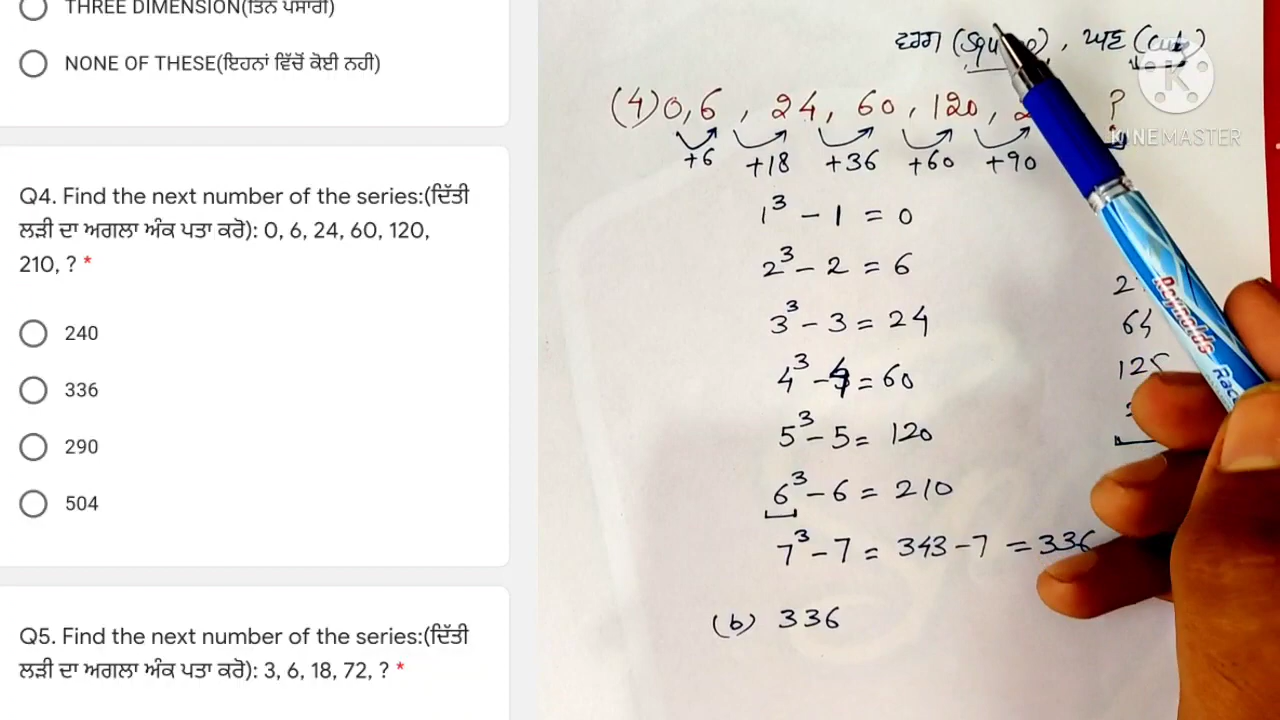 THREE DIMENSION(ਤਿੰਨ ਪਸਾਰੀ)
NONE OF THESE(ਇਹਨਾਂ ਵਿੱਚੋਂ ਕੋਈ ਨਹੀ)
Q4. Find the next number of the series:(ਦਿੱਤੀ
ਲੜੀ ਦਾ ਅਗਲਾ ਅੰਕ ਪਤਾ ਕਰੋ): 0, 6, 24, 60, 120,
210, ? *
240
336
290
504
Q5. Find the next number of the series:(ਦਿੱਤੀ
ਲੜੀ ਦਾ ਅਗਲਾ ਅੰਕ ਪਤਾ ਕਰੋ): 3, 6, 18, 72, ? *
ਵਰਗ ( ), ਘਣ (Cube)
(4) 0, 6, 24, 60, 120, ?
+6 +18 +36 +60 +90
KINEMASTER
1³ - 1 = 0
2³ - 2 = 6
3³ - 3 = 24
4³ - 4 = 60
5³ - 5 = 120
6³ - 6 = 210
7³ - 7 = 343 - 7 = 336
(b) 336
64
125
Reynolds